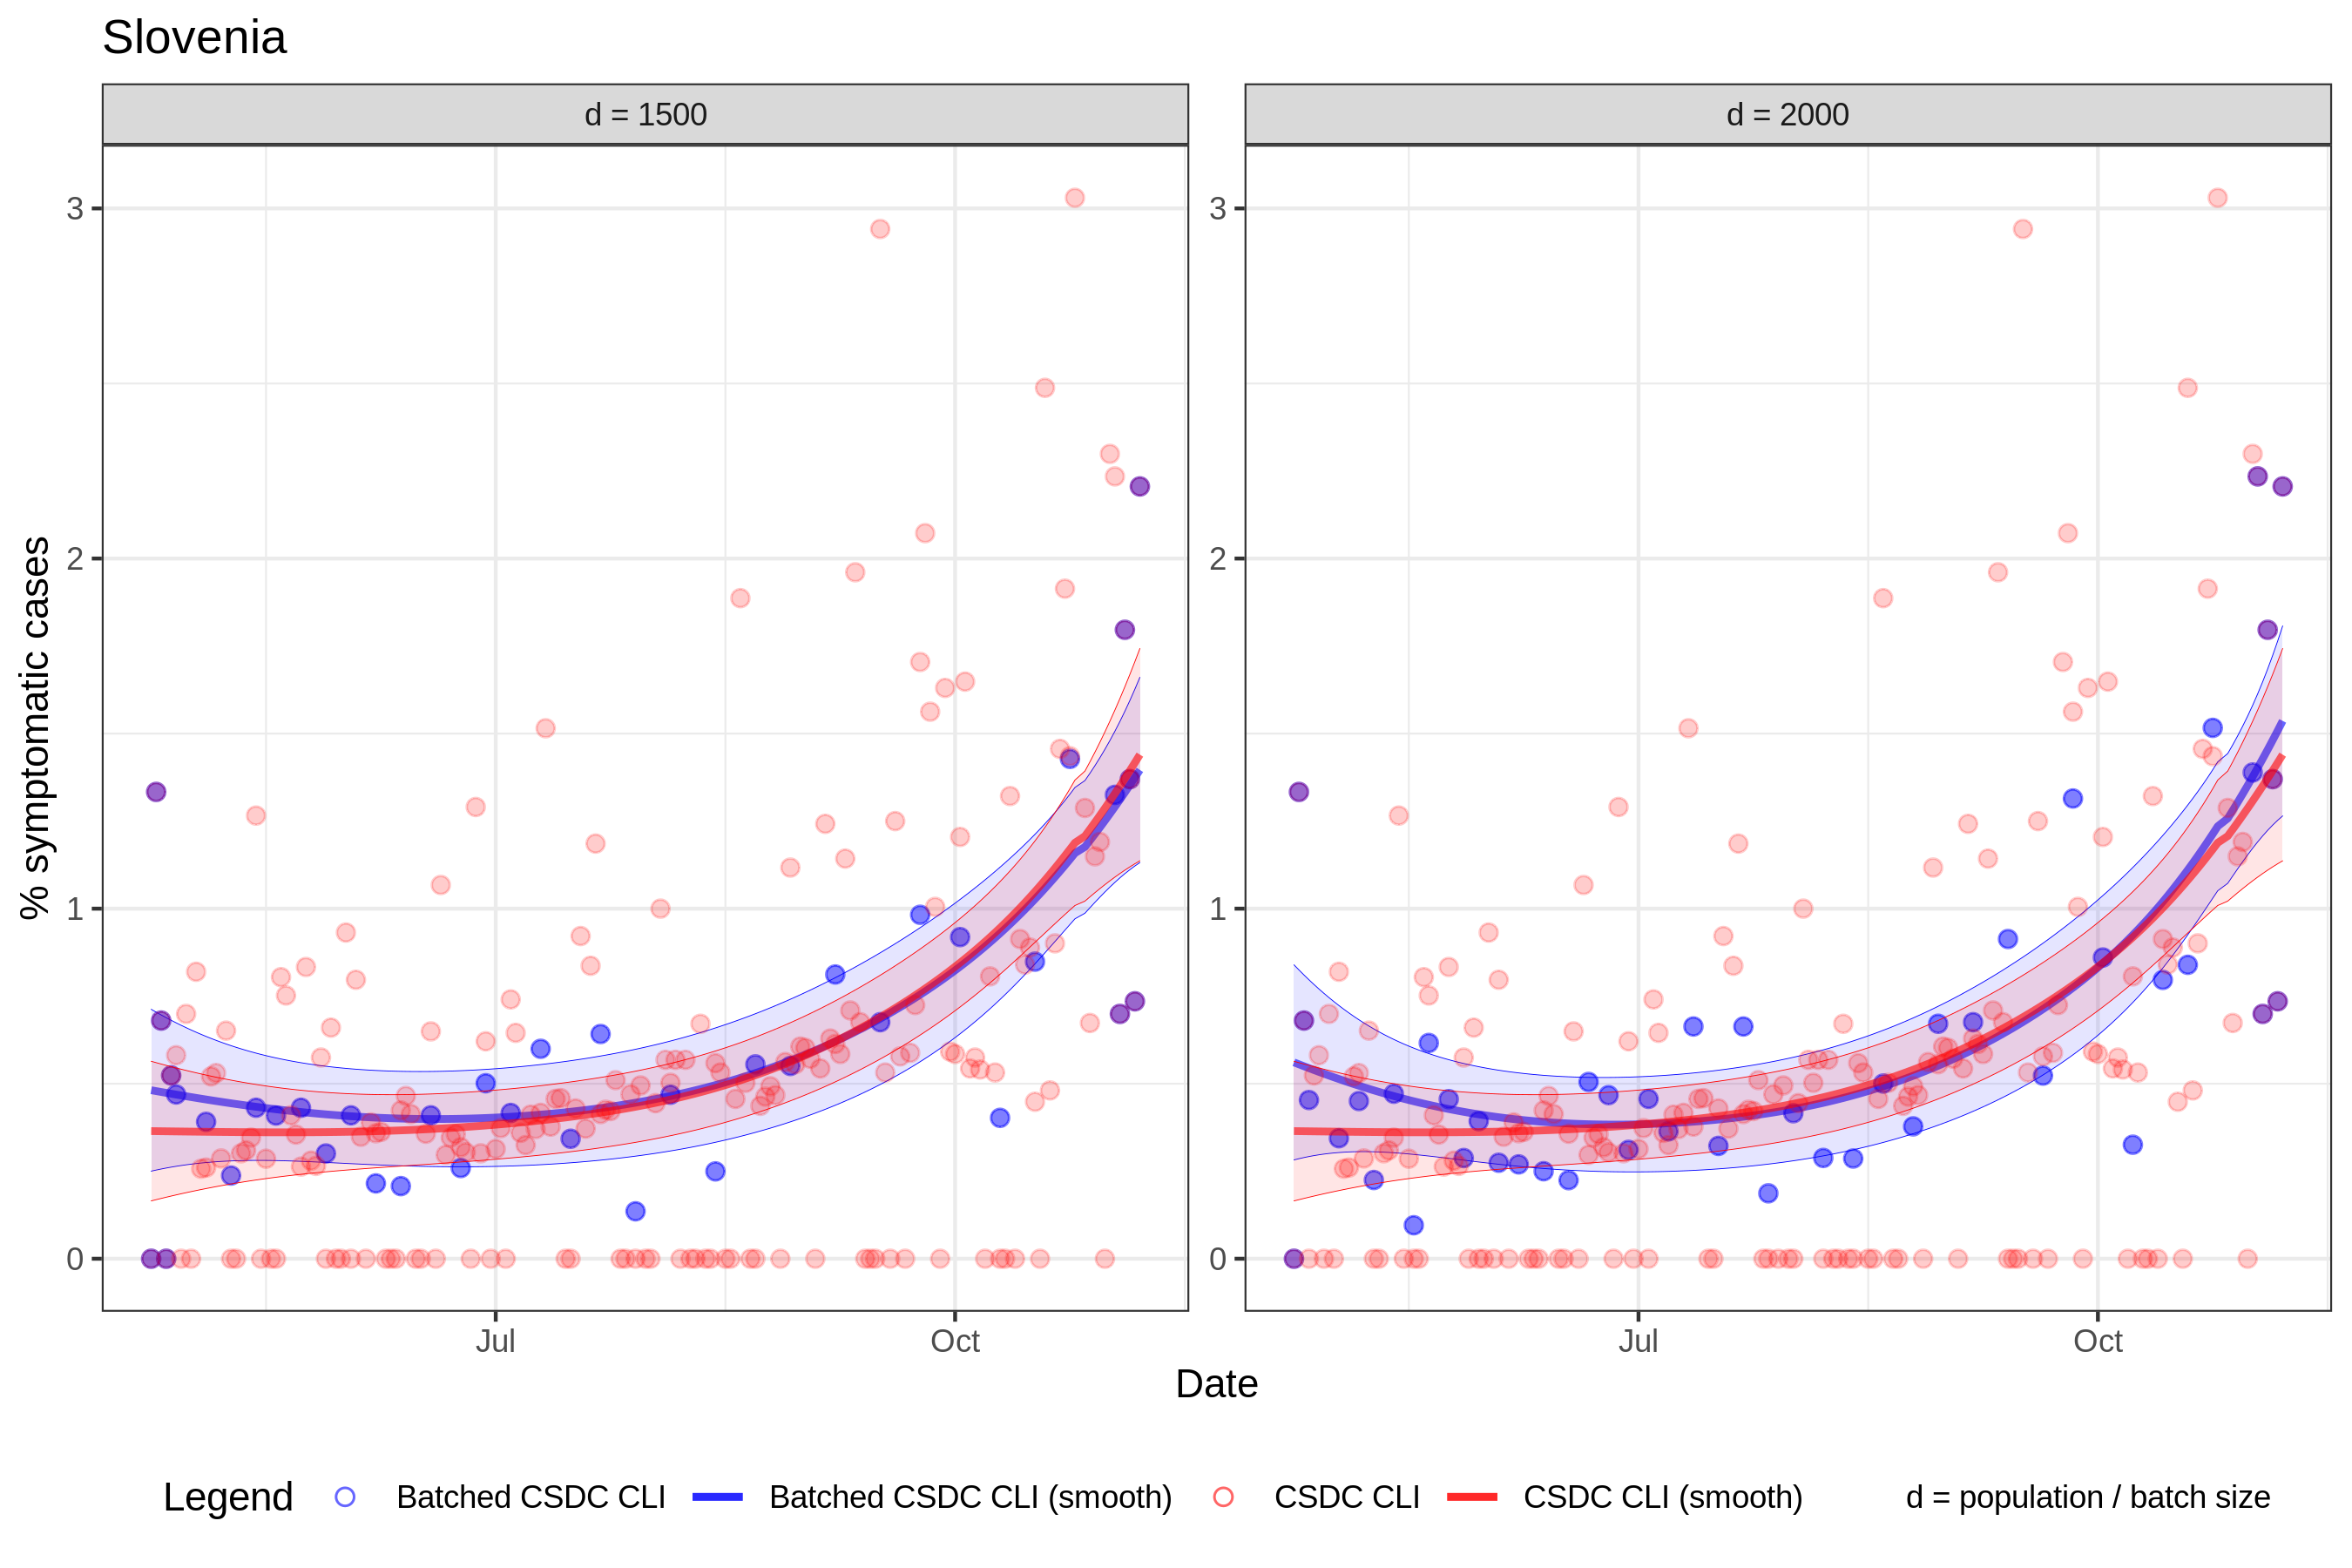 Slovenia
d = 1500
d = 2000
% symptomatic cases
3
2
1
0
3
2
1
0
Jul
Oct
Jul
Oct
Date
Legend
Batched CSDC CLI
Batched CSDC CLI (smooth)
CSDC CLI
CSDC CLI (smooth)
d = population / batch size